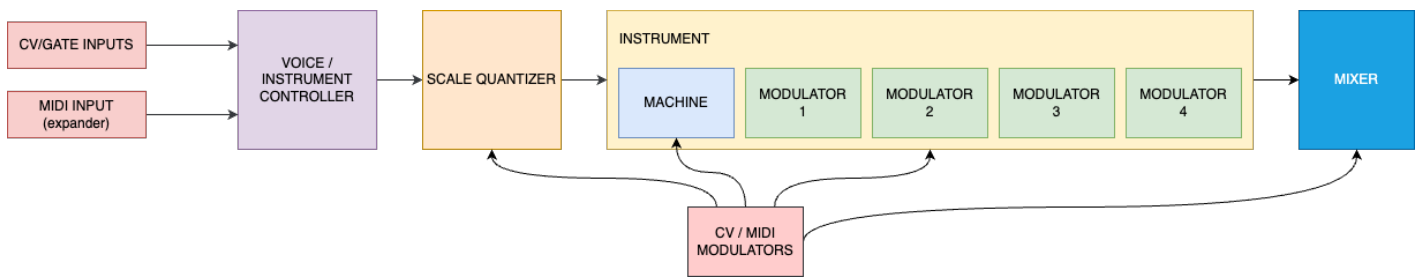 CV/GATE INPUTS
MIDI INPUT
(expander)
VOICE /
INSTRUMENT
CONTROLLER
SCALE QUANTIZER
INSTRUMENT
MACHINE
MODULATOR
1
MODULATOR
2
MODULATOR
3
MODULATOR
4
MIXER
CV / MIDI
MODULATORS